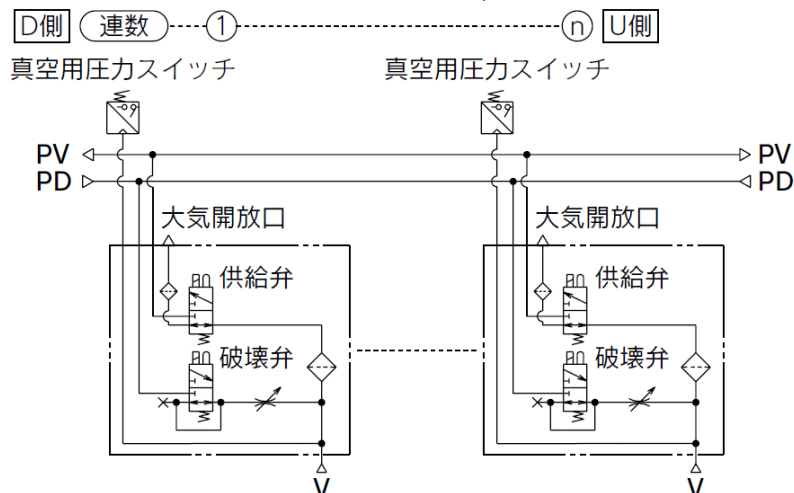 D側 連数 1 n U側
真空用圧力スイッチ 真空用圧力スイッチ
PV PV
PD PD
大気開放口 大気開放口
供給弁 供給弁
破壊弁 破壊弁
V V